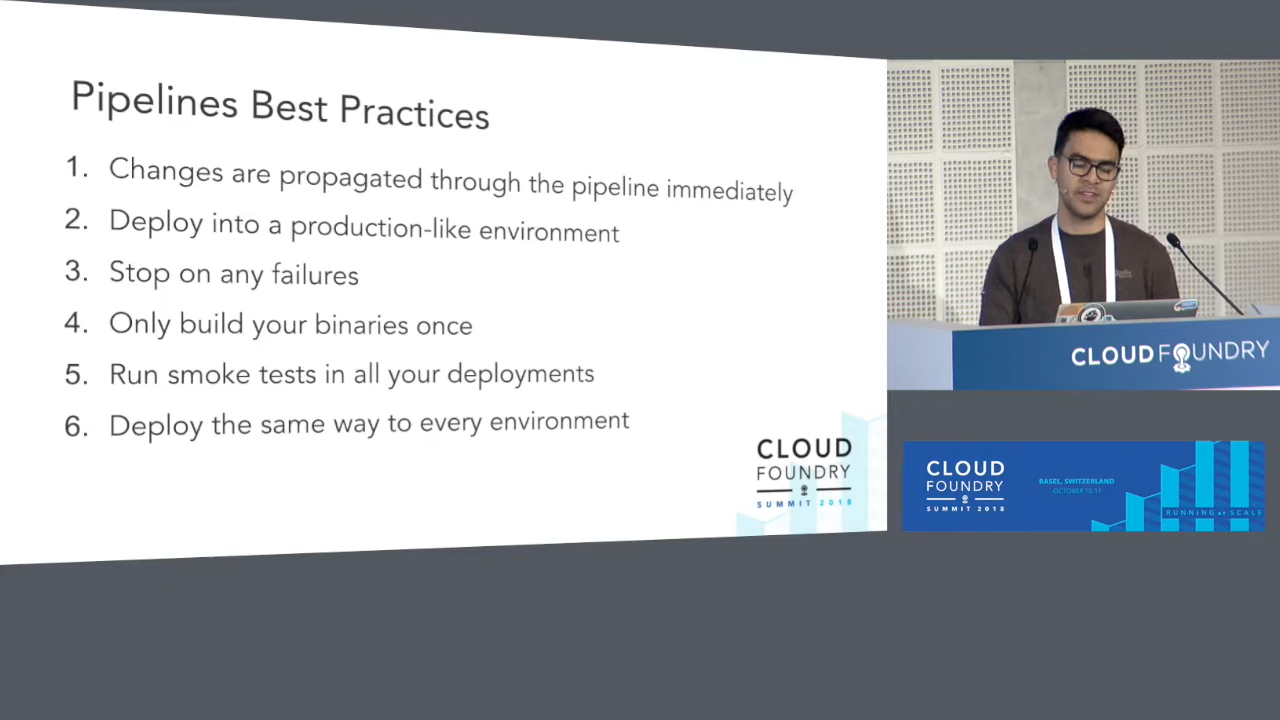 Pipelines Best Practices
1. Changes are propagated through the pipeline immediately
2. Deploy into a production-like environment
3. Stop on any failures
4. Only build your binaries once
5. Run smoke tests in all your deployments
6. Deploy the same way to every environment
CLOUD
FOUNDRY
SUMMIT 2018
CLOUD FOUNDRY
CLOUD
FOUNDRY
SUMMIT 2018
BASEL, SWITZERLAND
OCTOBER 10-11
RUNNING AT SCALE